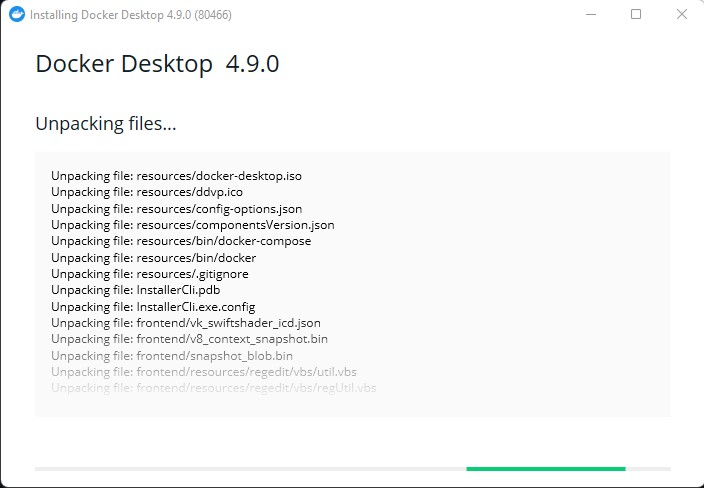 Installing Docker Desktop 4.9.0 (80466)
Docker Desktop 4.9.0
Unpacking files...
Unpacking file: resources/docker-desktop.iso
Unpacking file: resources/ddvp.ico
Unpacking file: resources/config-options.json
Unpacking file: resources/componentsVersion.json
Unpacking file: resources/bin/docker-compose
Unpacking file: resources/bin/docker
Unpacking file: resources/.gitignore
Unpacking file: InstallerCli.pdb
Unpacking file: InstallerCli.exe.config
Unpacking file: frontend/vk_swiftshader_icd.json
Unpacking file: frontend/v8_context_snapshot.bin
Unpacking file: frontend/snapshot_blob.bin
Unpacking file: frontend/resources/regedit/vbs/util.vbs
Unpacking file: frontend/resources/regedit/vbs/regUtil.vbs